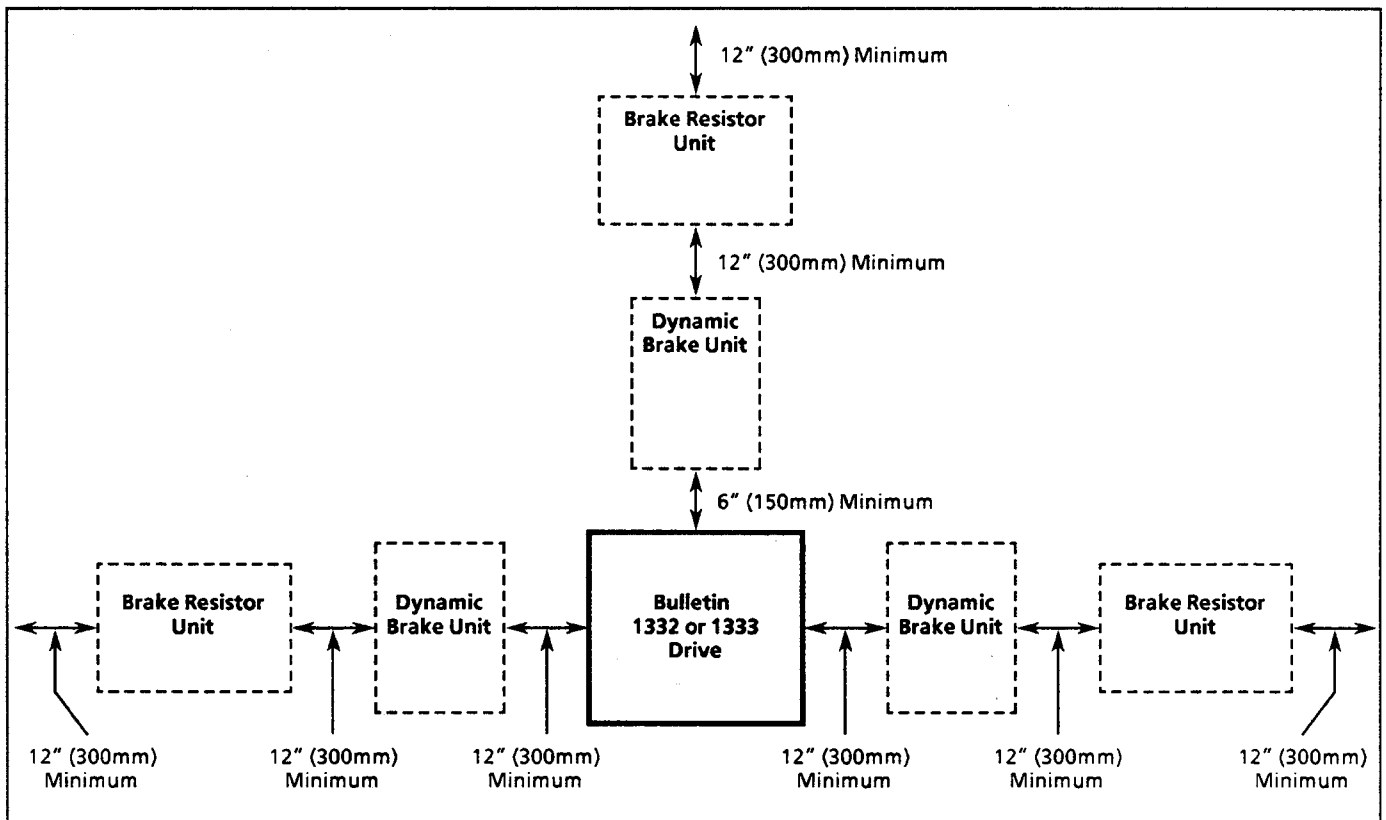 12" (300mm) Minimum
Brake Resistor
Unit
12" (300mm) Minimum
Dynamic
Brake Unit
6" (150mm) Minimum
Brake Resistor
Unit
Dynamic
Brake Unit
Bulletin
1332 or 1333
Drive
Dynamic
Brake Unit
Brake Resistor
Unit
12" (300mm)
Minimum
12" (300mm)
Minimum
12" (300mm)
Minimum
12" (300mm)
Minimum
12" (300mm)
Minimum
12" (300mm)
Minimum